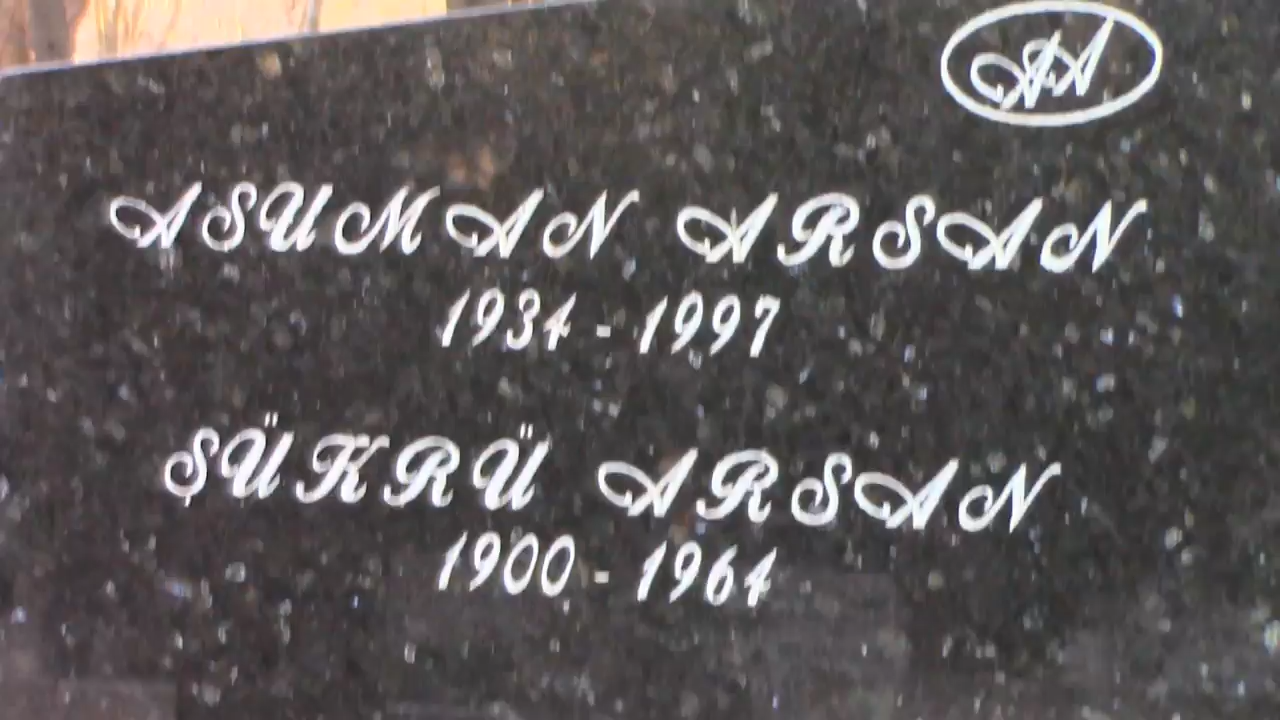 AA
ASUMAN ARSAN
1934 - 1997
ŞÜKRÜ ARSAN
1900 - 1964